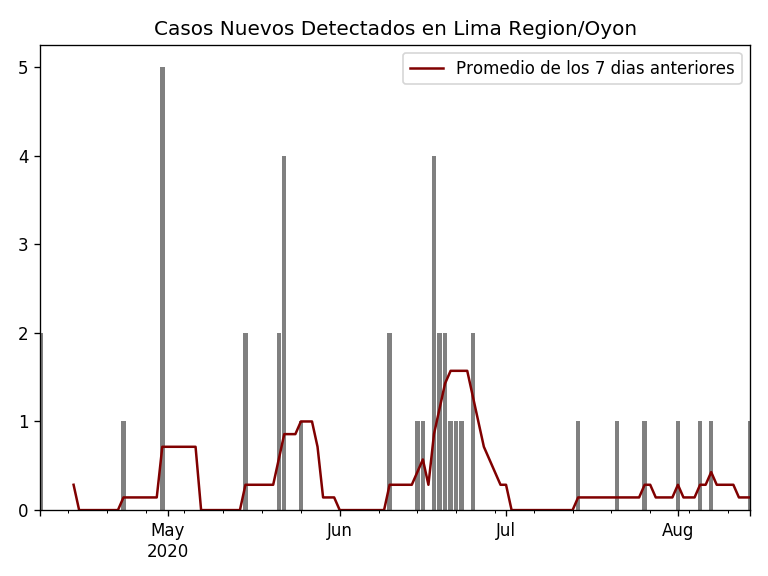 Casos Nuevos Detectados en Lima Region/Oyon
Promedio de los 7 dias anteriores
5
4
3
2
1
0
May Jun Jul Aug
2020